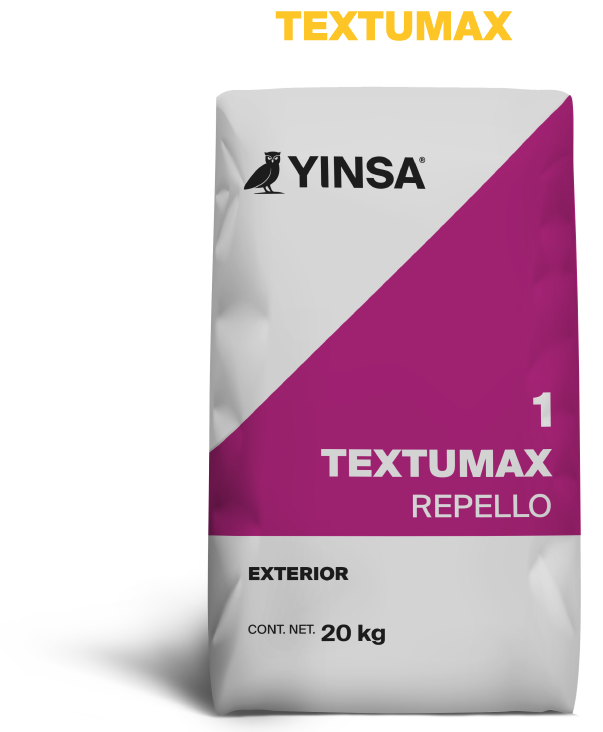 TEXTUMAX
YINSA®
1
TEXTUMAX
REPELLO
EXTERIOR
CONT. NET. 20 kg